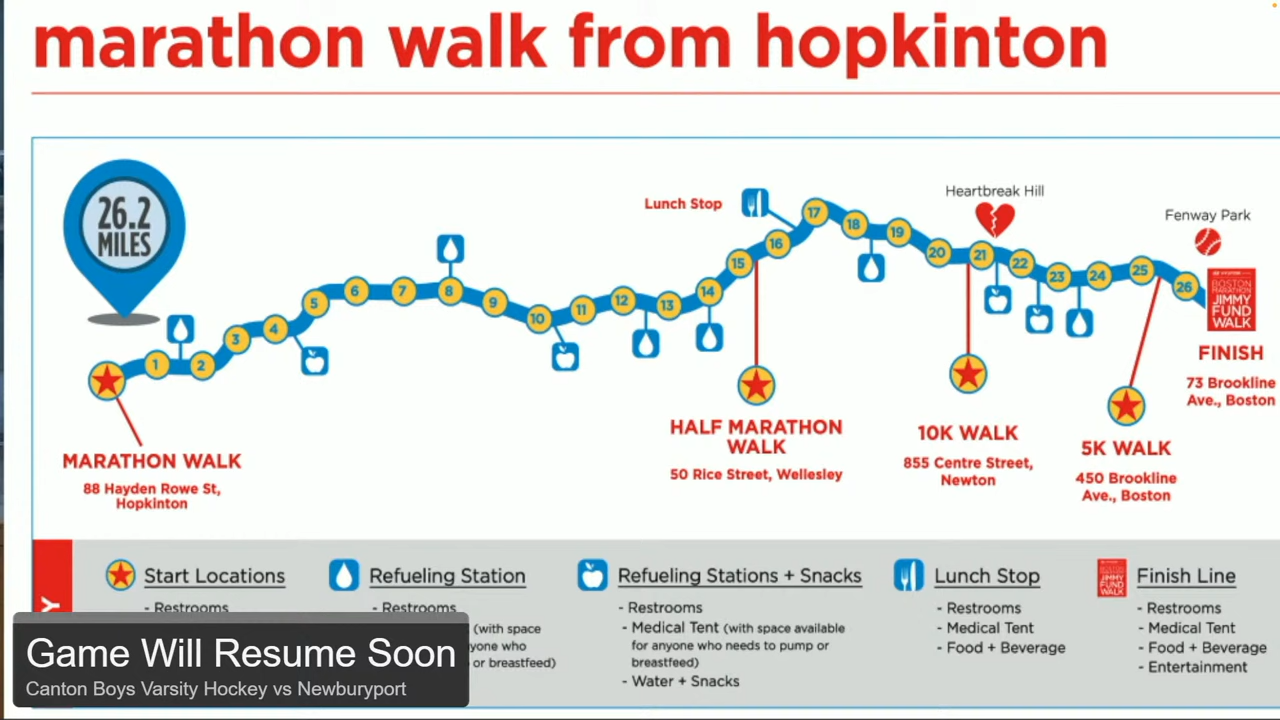 marathon walk from hopkinton
26.2
MILES
Lunch Stop
Heartbreak Hill
Fenway Park
1
2
3
4
5
6
7
8
9
10
11
12
13
14
15
16
17
18
19
20
21
22
23
24
25
26
BOSTON
MARATHON
JIMMY
FUND
WALK
FINISH
73 Brookline
Ave., Boston
MARATHON WALK
88 Hayden Rowe St,
Hopkinton
HALF MARATHON
WALK
50 Rice Street, Wellesley
10K WALK
855 Centre Street,
Newton
5K WALK
450 Brookline
Ave., Boston
Start Locations
- Restrooms
Refueling Station
- Restrooms
(with space
or breastfeed)
Refueling Stations + Snacks
- Restrooms
- Medical Tent (with space available
for anyone who needs to pump or
breastfeed)
- Water + Snacks
Lunch Stop
- Restrooms
- Medical Tent
- Food + Beverage
Finish Line
- Restrooms
- Medical Tent
- Food + Beverage
- Entertainment
Game Will Resume Soon
Canton Boys Varsity Hockey vs Newburyport